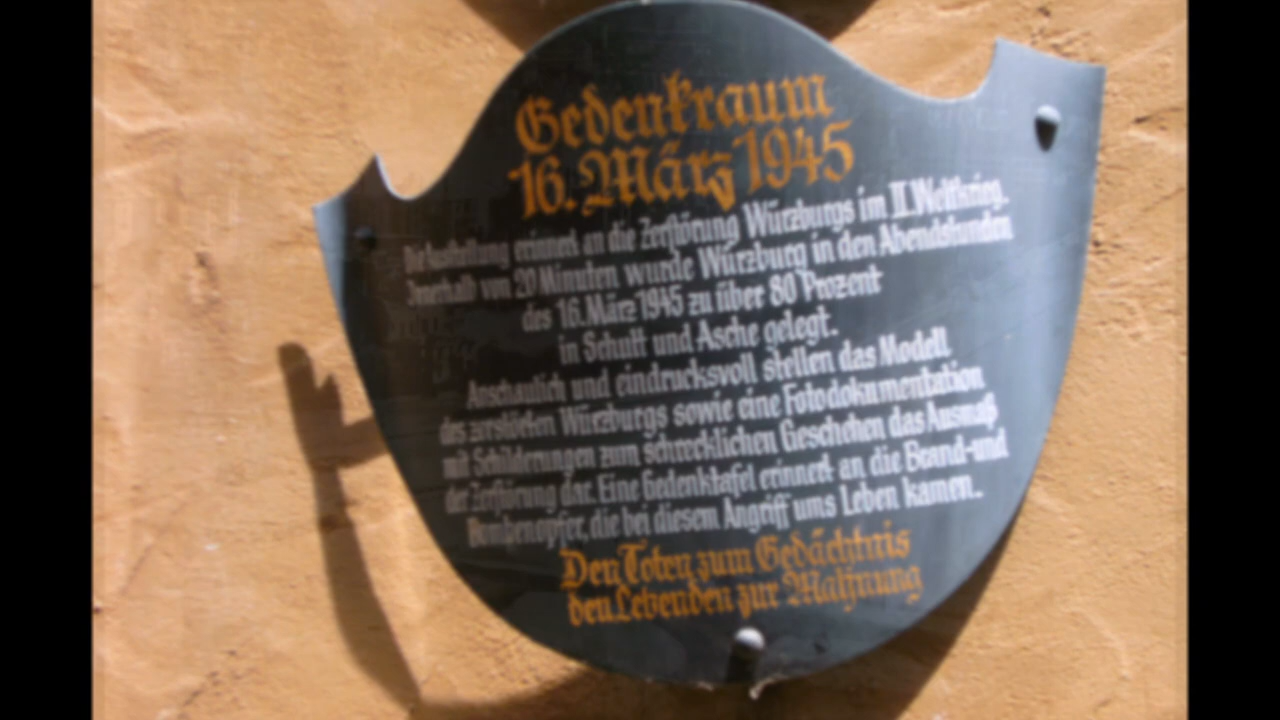 Gedenkraum
16. März 1945
erinnert an die Zerstörung Würzburgs im II. Weltkrieg.
Innerhalb von 20 Minuten wurde Würzburg in den Abendstunden
des 16. März 1945 zu über 80 Prozent
in Schutt und Asche gelegt.
Anschaulich und eindrucksvoll stellen das Modell
des zerstörten Würzburgs sowie eine Fotodokumentation
mit Schilderungen zum schrecklichen Geschehen das Ausmaß
der Zerstörung dar. Eine Gedenktafel erinnert an die Brand-und
Bombenopfer, die bei diesem Angriff ums Leben kamen.
Den Toten zum Gedächtnis
den Lebenden zur Mahnung